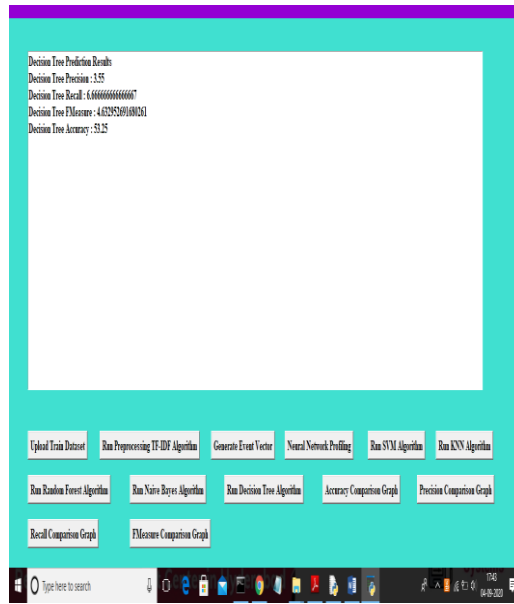 Decision Tree Prediction Results
Decision Tree Precision : 3.55
Decision Tree Recall : 6.666666666666667
Decision Tree FMeasure : 4.632952691680261
Decision Tree Accuracy : 53.25
Upload Train Dataset
Run Preprocessing TF-IDF Algorithm
Generate Event Vector
Neural Network Profiling
Run SVM Algorithm
Run KNN Algorithm
Run Random Forest Algorithm
Run Naive Bayes Algorithm
Run Decision Tree Algorithm
Accuracy Comparison Graph
Precision Comparison Graph
Recall Comparison Graph
FMeasure Comparison Graph
Type here to search
17:43
04-09-2020